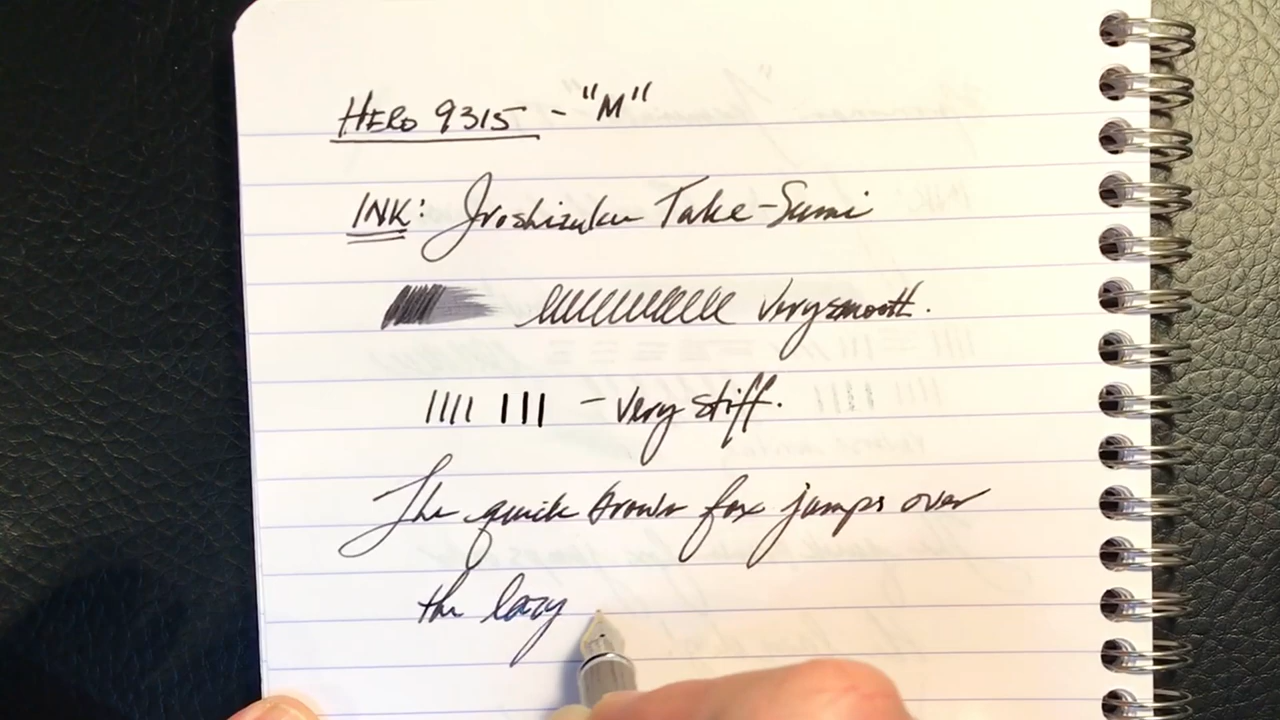 HERO 9315 - "M"
INK: Iroshizuku Take-Sumi
Very smooth.
- Very stiff.
The quick brown fox jumps over
the lazy